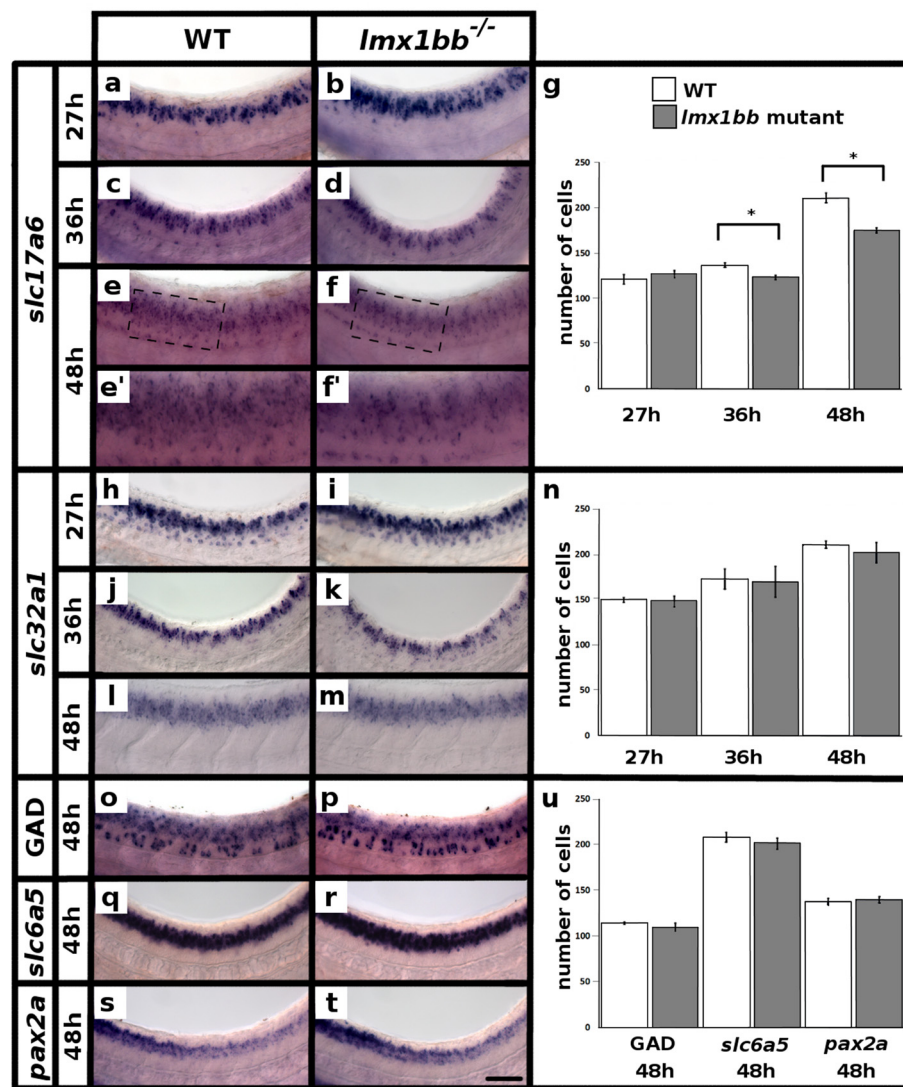 WT
lmx1bb-/-
slc17a6
27h
a
b
36h
c
d
48h
e
f
e'
f'
g
WT
lmx1bb mutant
number of cells
250
200
150
100
50
0
*
*
27h 36h 48h
slc32a1
27h
h
i
36h
j
k
48h
l
m
n
number of cells
250
200
150
100
50
0
27h 36h 48h
GAD
48h
o
p
slc6a5
48h
q
r
pax2a
48h
s
t
u
number of cells
250
200
150
100
50
0
GAD slc6a5 pax2a
48h 48h 48h